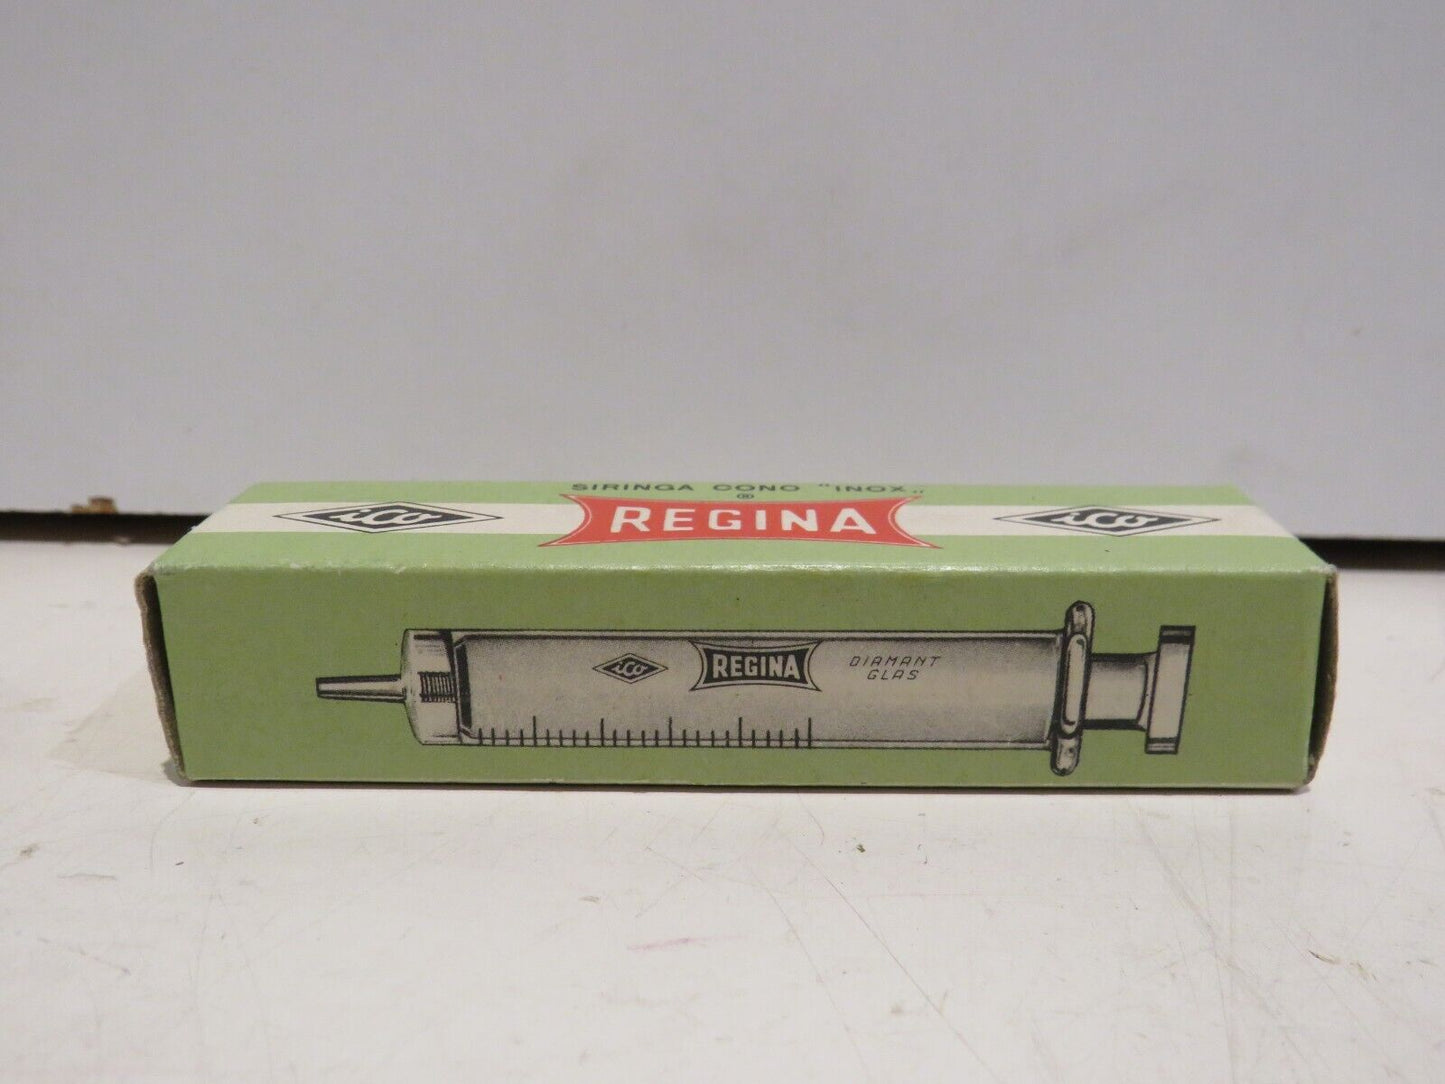 SIRINGA CONO "INOX„
®
ico REGINA ico
ico REGINA DIAMANT
GLAS